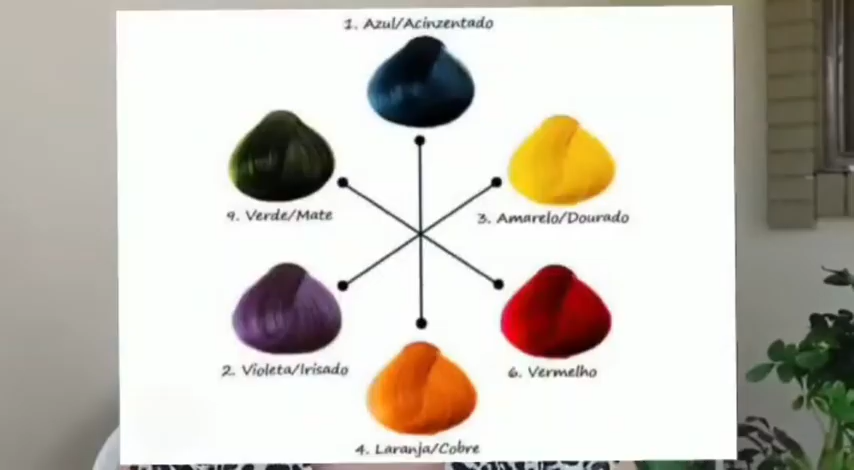 1. Azul/Acinzentado
9. Verde/Mate
3. Amarelo/Dourado
2. Violeta/Irisado
6. Vermelho
4. Laranja/Cobre